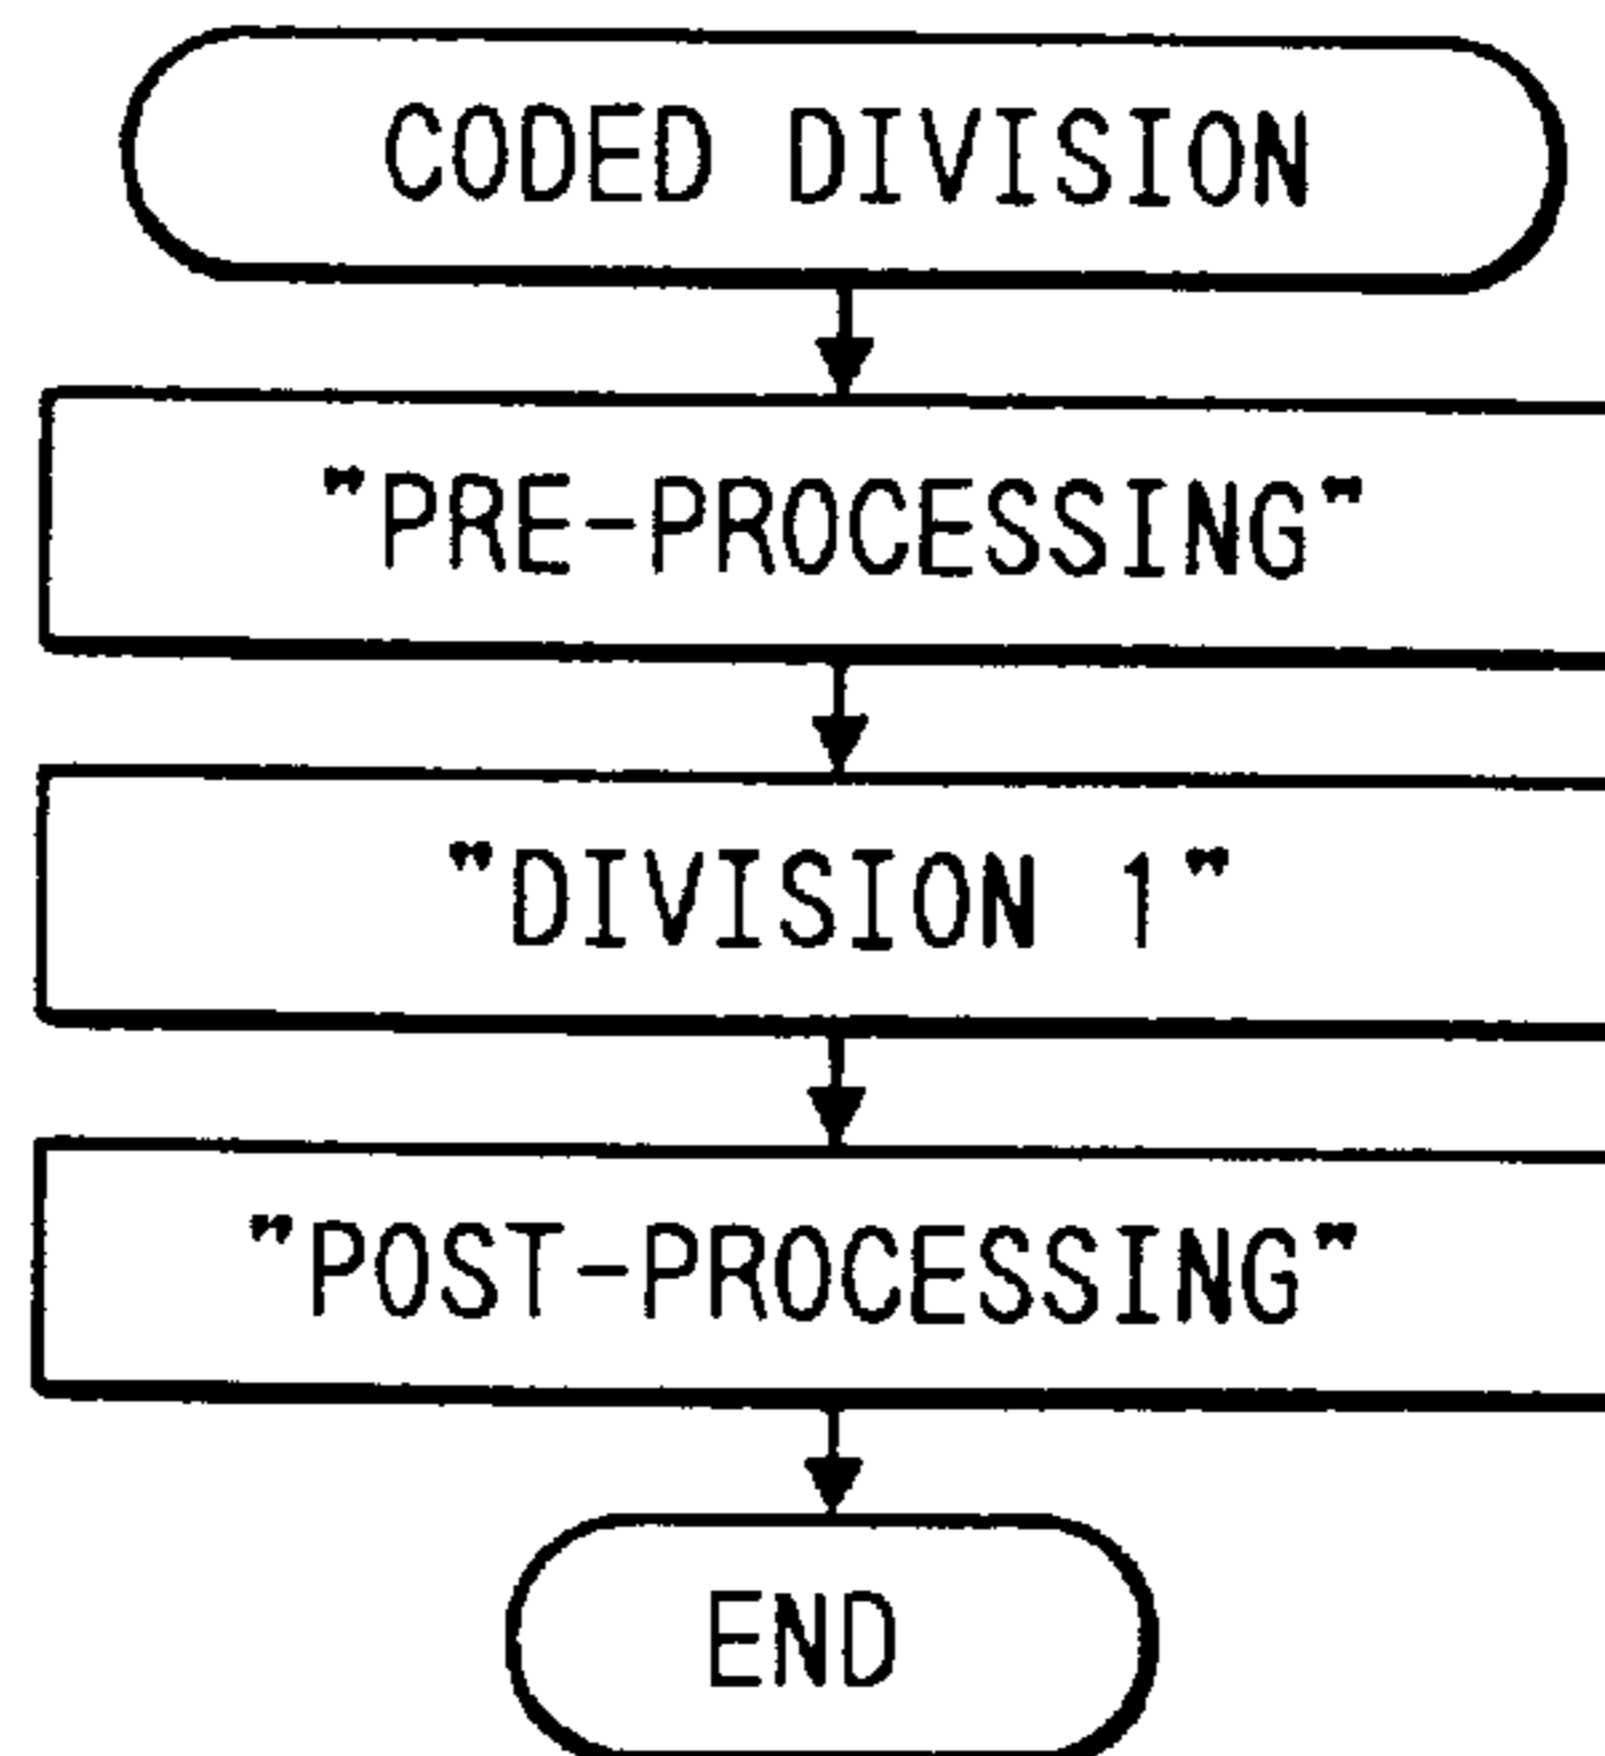 CODED DIVISION
"PRE-PROCESSING"
"DIVISION 1"
"POST-PROCESSING"
END